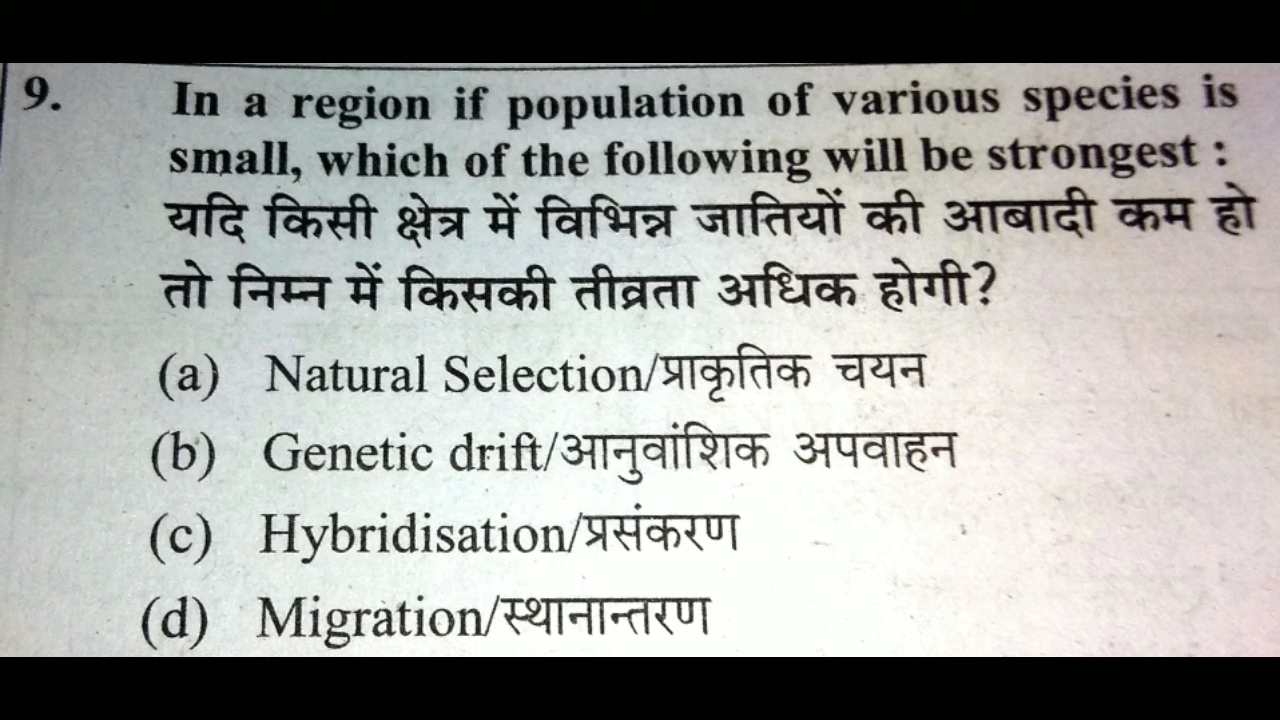 9. In a region if population of various species is
small, which of the following will be strongest :
यदि किसी क्षेत्र में विभिन्न जातियों की आबादी कम हो
तो निम्न में किसकी तीव्रता अधिक होगी?
(a) Natural Selection/प्राकृतिक चयन
(b) Genetic drift/आनुवांशिक अपवाहन
(c) Hybridisation/प्रसंकरण
(d) Migration/स्थानान्तरण